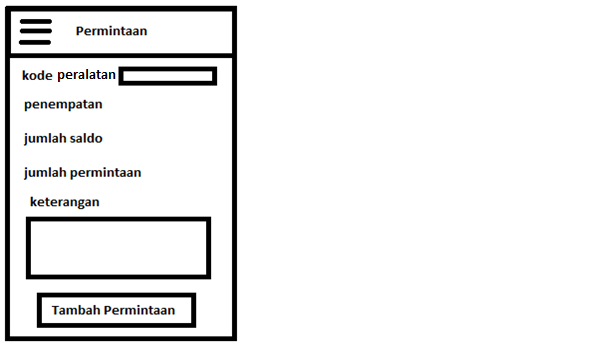 Permintaan
kode peralatan
penempatan
jumlah saldo
jumlah permintaan
keterangan
Tambah Permintaan